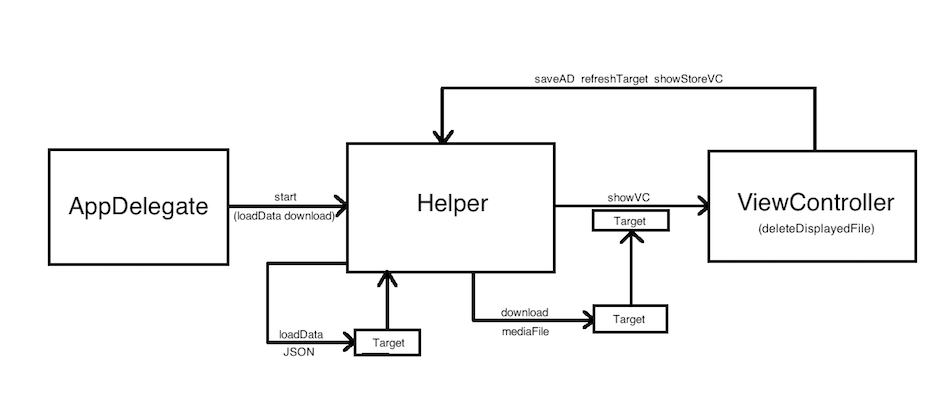 saveAD refreshTarget showStoreVC
AppDelegate
start
(loadData download)
Helper
showVC
Target
ViewController
(deleteDisplayedFile)
loadData
JSON
Target
download
mediaFile
Target